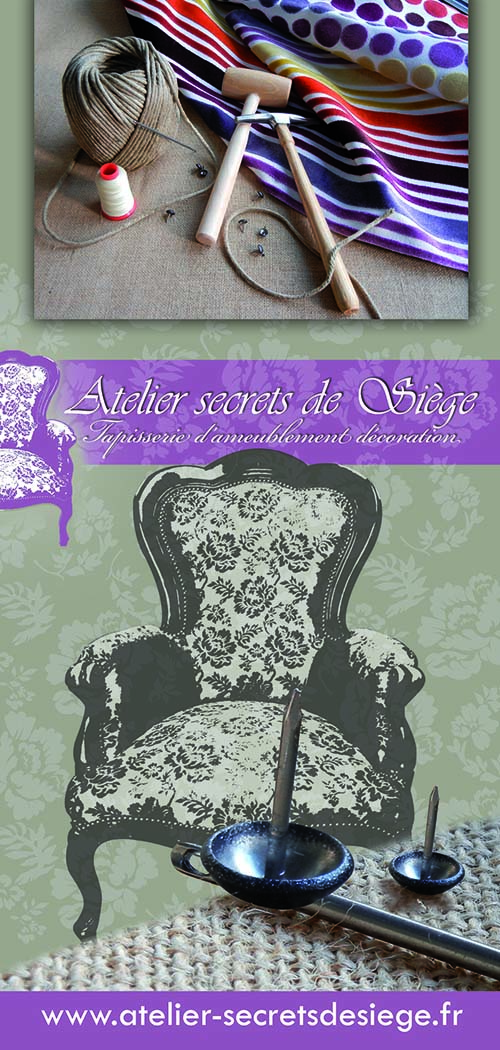 Atelier secrets de Siège
Tapisserie d'ameublement décoration.
www.atelier-secretsdesiege.fr